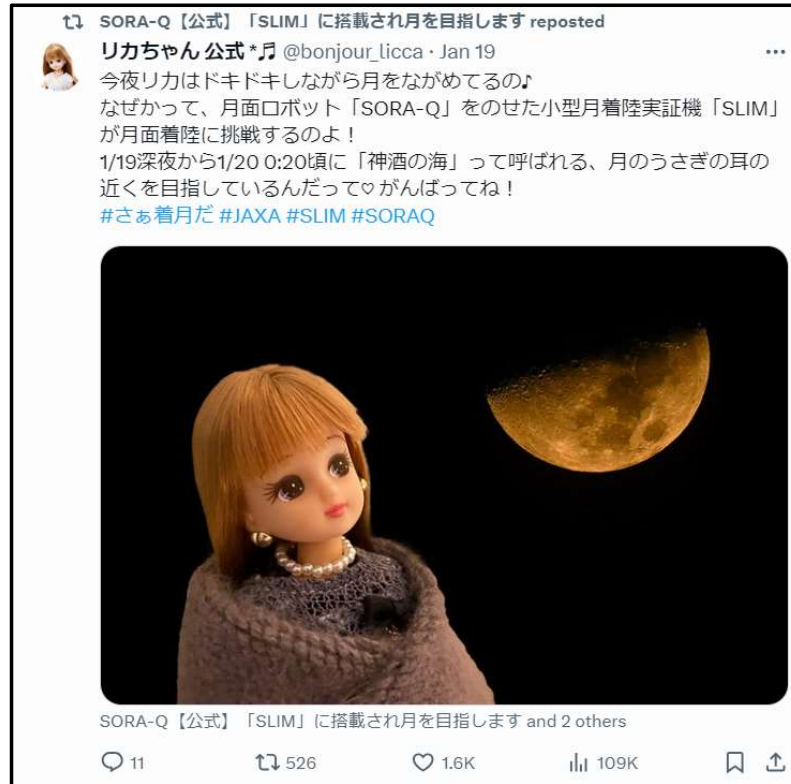 SORA-Q【公式】「SLIM」に搭載され月を目指します reposted
リカちゃん 公式 *♬ @bonjour_licca · Jan 19
今夜リカはドキドキしながら月をながめてるの♪
なぜかって、月面ロボット「SORA-Q」をのせた小型月着陸実証機「SLIM」
が月面着陸に挑戦するのよ！
1/19深夜から1/20 0:20頃に「神酒の海」って呼ばれる、月のうさぎの耳の
近くを目指しているんだって♡ がんばってね！
#さぁ着月だ #JAXA #SLIM #SORAQ
SORA-Q【公式】「SLIM」に搭載され月を目指します and 2 others
11 526 1.6K 109K